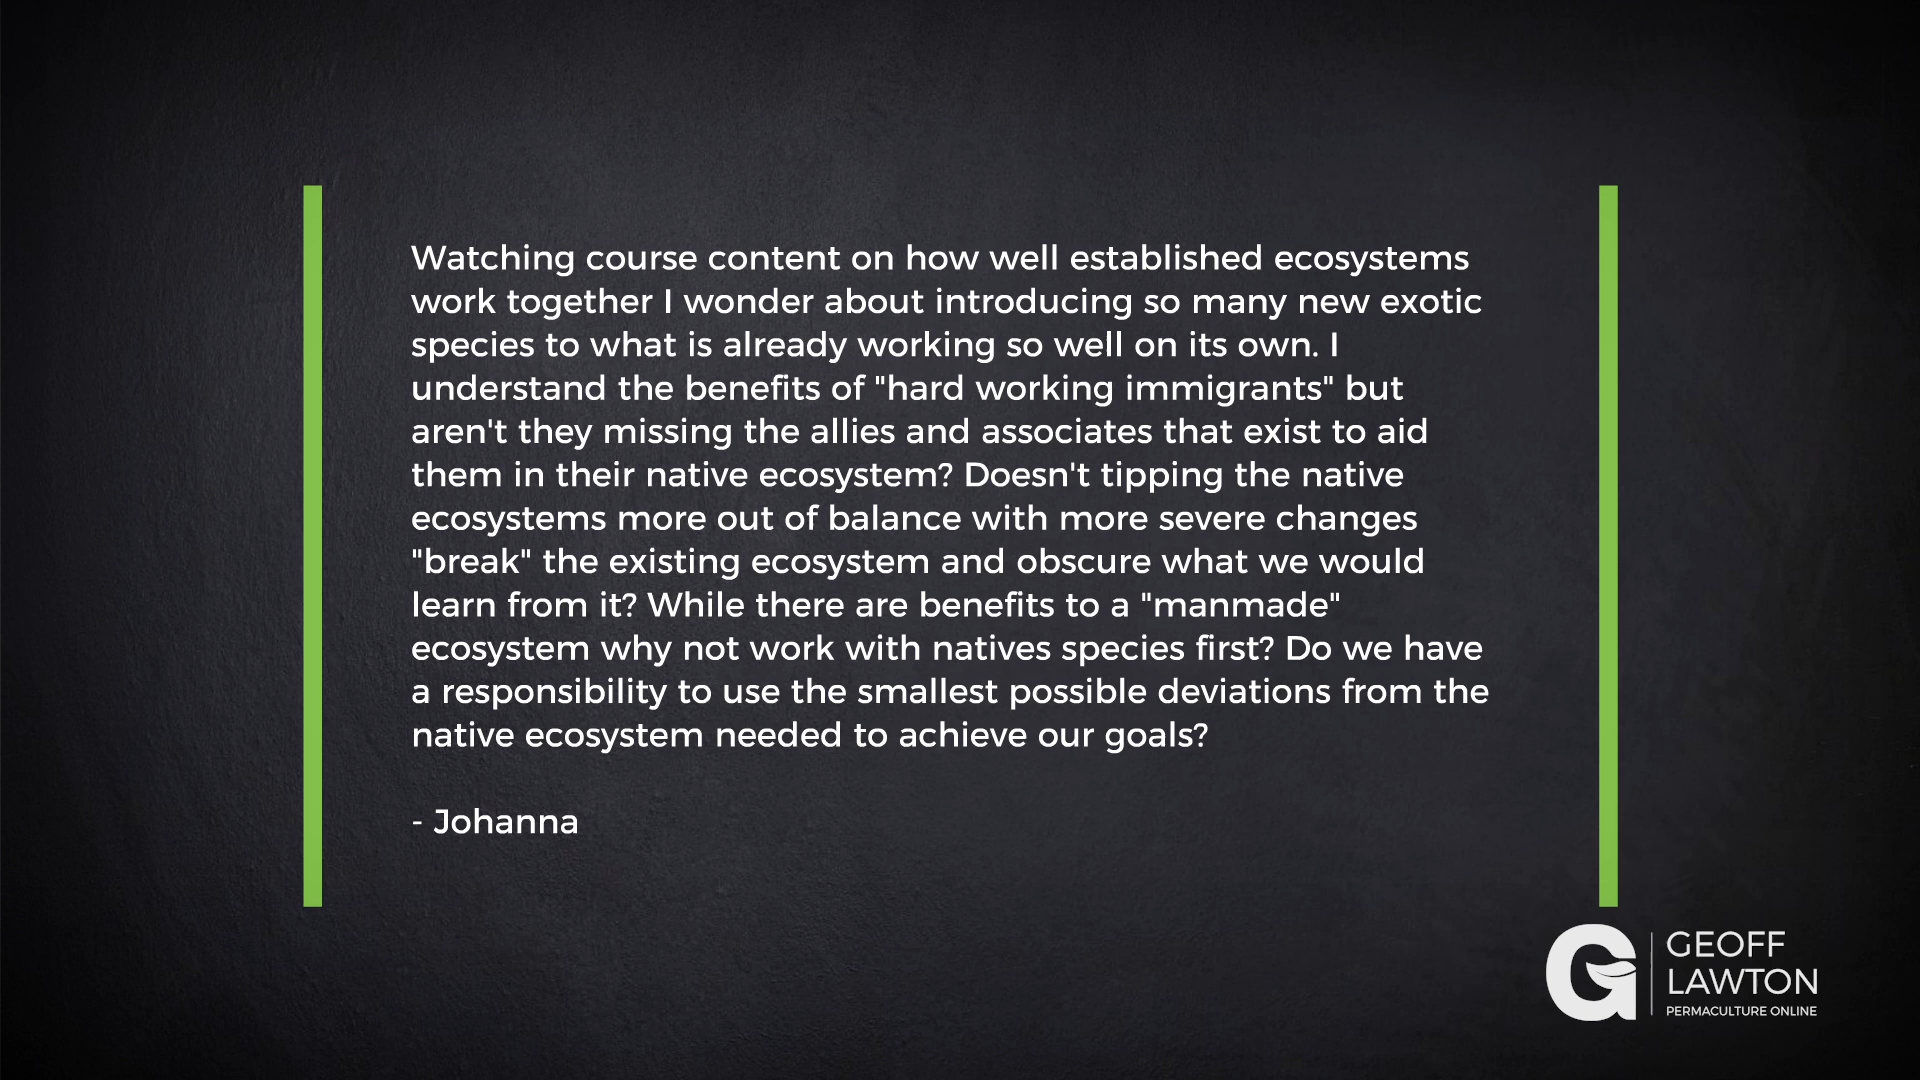 Watching course content on how well established ecosystems
work together I wonder about introducing so many new exotic
species to what is already working so well on its own. I
understand the benefits of "hard working immigrants" but
aren't they missing the allies and associates that exist to aid
them in their native ecosystem? Doesn't tipping the native
ecosystems more out of balance with more severe changes
"break" the existing ecosystem and obscure what we would
learn from it? While there are benefits to a "manmade"
ecosystem why not work with natives species first? Do we have
a responsibility to use the smallest possible deviations from the
native ecosystem needed to achieve our goals?
- Johanna
GEOFF
LAWTON
PERMACULTURE ONLINE